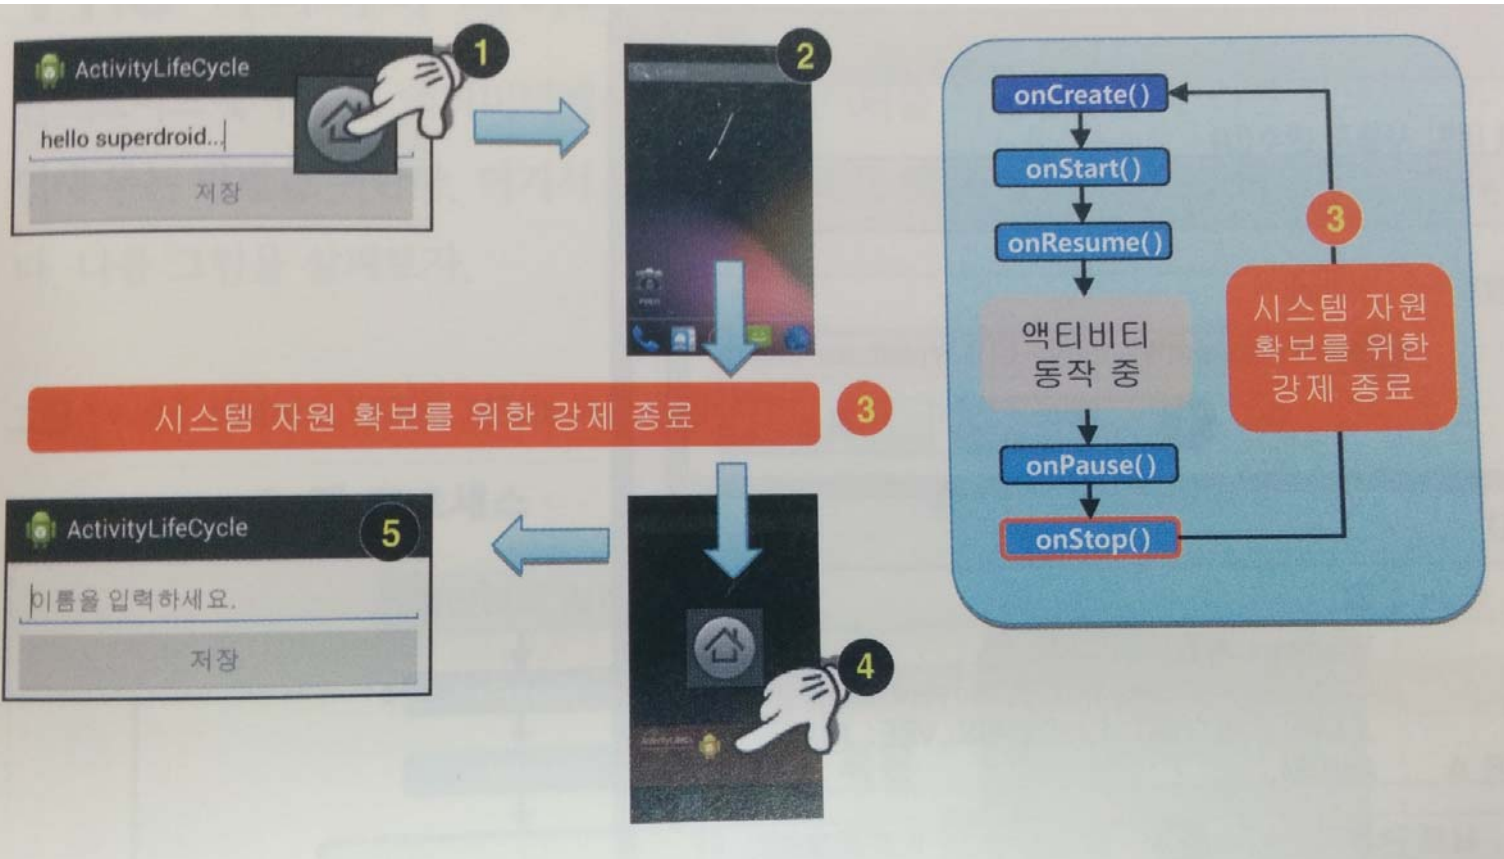 ActivityLifeCycle
1
hello superdroid...
저장
2
시스템 자원 확보를 위한 강제 종료
3
ActivityLifeCycle
5
이름을 입력하세요.
저장
4
onCreate()
onStart()
onResume()
액티비티
동작 중
onPause()
onStop()
3
시스템 자원
확보를 위한
강제 종료